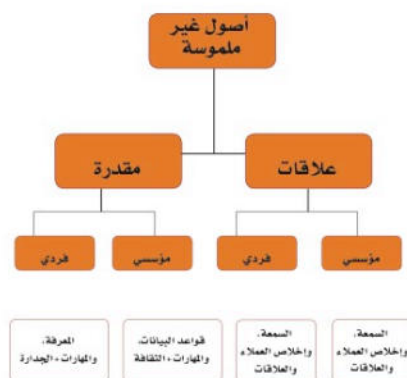 أصول غير
ملموسة
علاقات
مقدرة
مؤسسي
فردي
مؤسسي
فردي
السمعة،
وإخلاص العملاء
والعلاقات
السمعة،
وإخلاص العملاء
والعلاقات
قواعد البيانات،
والمهارات، الثقافة
المعرفة،
والمهارات، الجدارة